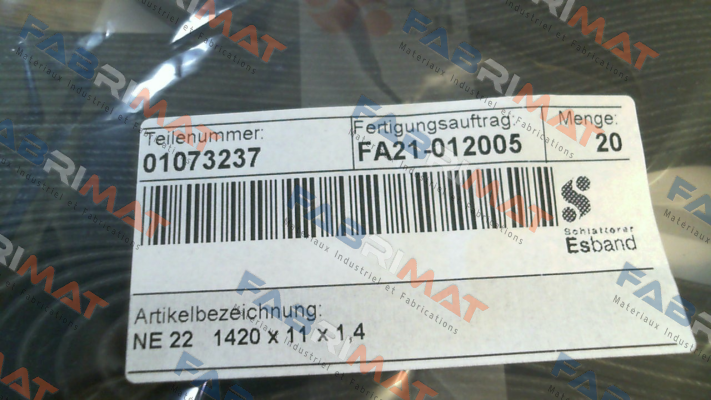 Teilenummer:
01073237
Fertigungsauftrag:
FA21-012005
Menge:
20
Schlatterer
Esband
Artikelbezeichnung:
NE 22 1420 x 11 x 1,4
FABRIMAT
Matériaux Industriel et Fabrications